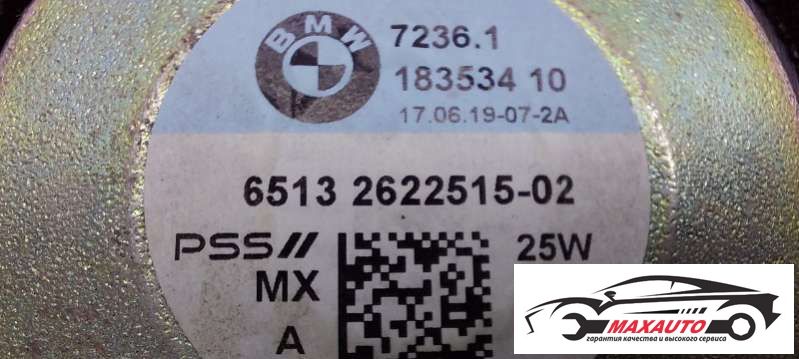 BMW
7236.1
183534 10
17.06.19-07-2A
6513 2622515-02
PSS//
25W
MX
A
MAXAUTO
гарантия качества и высокого сервиса